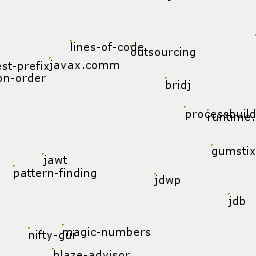 lines-of-code
outsourcing
est-prefix
javax.comm
on-order
bridj
processbuild
runtime.
gumstix
jawt
pattern-finding
jdwp
jdb
nifty-gui
magic-numbers
blaze-advisor